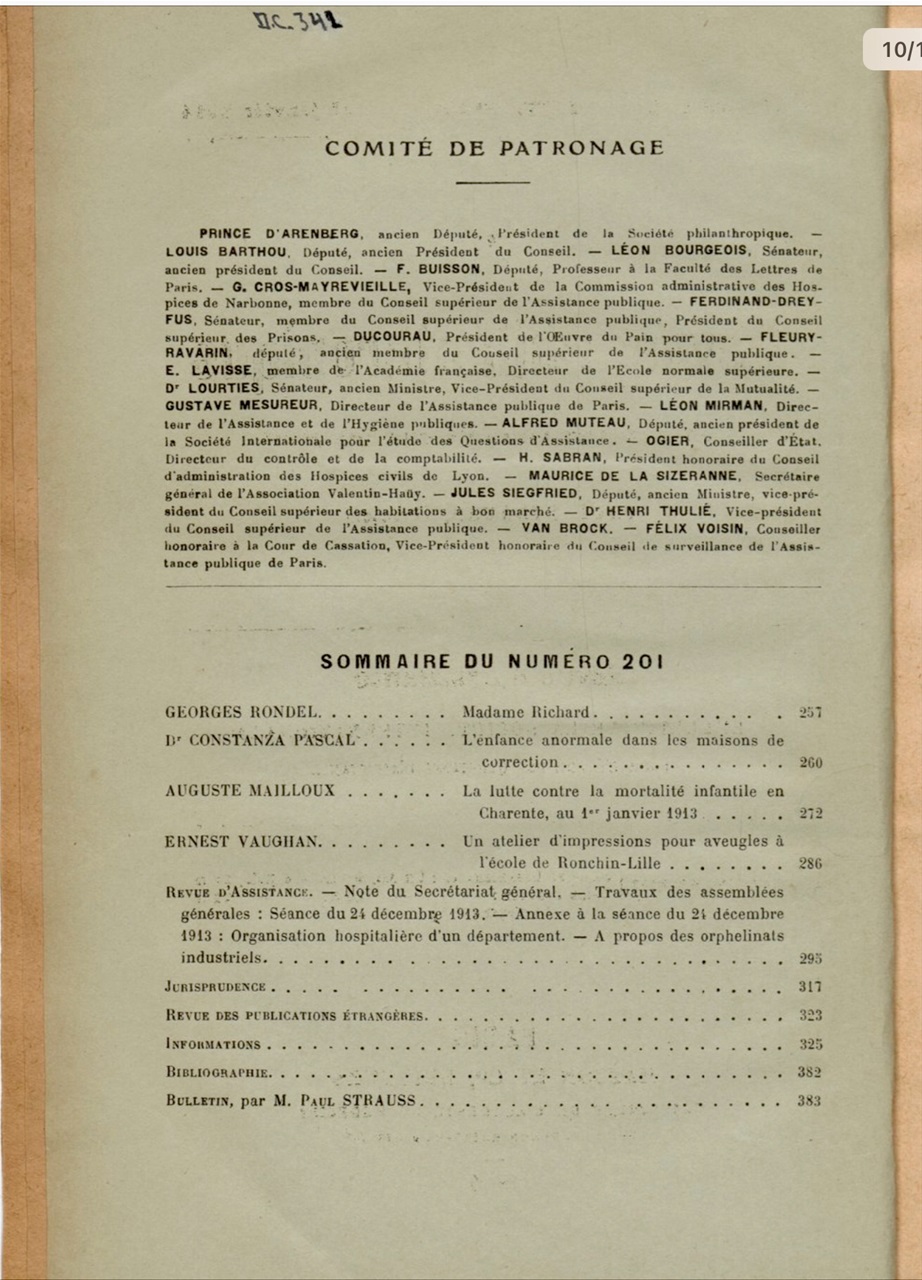 D.C. 342
10/1
COMITÉ DE PATRONAGE
PRINCE D'ARENBERG, ancien Député, Président de la Société philanthropique. —
LOUIS BARTHOU, Député, ancien Président du Conseil. — LÉON BOURGEOIS, Sénateur,
ancien président du Conseil. — F. BUISSON, Député, Professeur à la Faculté des Lettres de
Paris. — G. CROS-MAYREVIEILLE, Vice-Président de la Commission administrative des Hos-
pices de Narbonne, membre du Conseil supérieur de l'Assistance publique. — FERDINAND-DREY-
FUS, Sénateur, membre du Conseil supérieur de l'Assistance publique, Président du Conseil
supérieur des Prisons. — DUCOURAU, Président de l'Œuvre du Pain pour tous. — FLEURY-
RAVARIN, député, ancien membre du Conseil supérieur de l'Assistance publique. —
E. LAVISSE, membre de l'Académie française, Directeur de l'Ecole normale supérieure. —
Dr LOURTIES, Sénateur, ancien Ministre, Vice-Président du Conseil supérieur de la Mutualité. —
GUSTAVE MESUREUR, Directeur de l'Assistance publique de Paris. — LÉON MIRMAN, Direc-
teur de l'Assistance et de l'Hygiène publiques. — ALFRED MUTEAU, Député, ancien président de
la Société Internationale pour l'étude des Questions d'Assistance. — OGIER, Conseiller d'État,
Directeur du contrôle et de la comptabilité. — H. SABRAN, Président honoraire du Conseil
d'administration des Hospices civils de Lyon. — MAURICE DE LA SIZERANNE, Secrétaire
général de l'Association Valentin-Haüy. — JULES SIEGFRIED, Député, ancien Ministre, vice-pré-
sident du Conseil supérieur des habitations à bon marché. — Dr HENRI THULIÉ, Vice-président
du Conseil supérieur de l'Assistance publique. — VAN BROCK. — FÉLIX VOISIN, Conseiller
honoraire à la Cour de Cassation, Vice-Président honoraire du Conseil de surveillance de l'Assis-
tance publique de Paris.
SOMMAIRE DU NUMÉRO 201
GEORGES RONDEL. . . . . . . . . Madame Richard. . . . . . . . . . . . 257
Dr CONSTANZA PASCAL . . . . . . L'enfance anormale dans les maisons de
correction . . . . . . . . . . . . . 260
AUGUSTE MAILLOUX . . . . . . . La lutte contre la mortalité infantile en
Charente, au 1er janvier 1913 . . . . . 272
ERNEST VAUGHAN. . . . . . . . . Un atelier d'impressions pour aveugles à
l'école de Ronchin-Lille . . . . . . . 286
REVUE D'ASSISTANCE. — Note du Secrétariat général. — Travaux des assemblées
générales : Séance du 24 décembre 1913. — Annexe à la séance du 24 décembre
1913 : Organisation hospitalière d'un département. — A propos des orphelinats
industriels. . . . . . . . . . . . . . . . . . . . . . . 295
JURISPRUDENCE . . . . . . . . . . . . . . . . . . . . . 317
REVUE DES PUBLICATIONS ÉTRANGÈRES. . . . . . . . . . . . . . . 323
INFORMATIONS . . . . . . . . . . . . . . . . . . . . . . 325
BIBLIOGRAPHIE. . . . . . . . . . . . . . . . . . . . . . 382
BULLETIN, par M. PAUL STRAUSS. . . . . . . . . . . . . . . 383